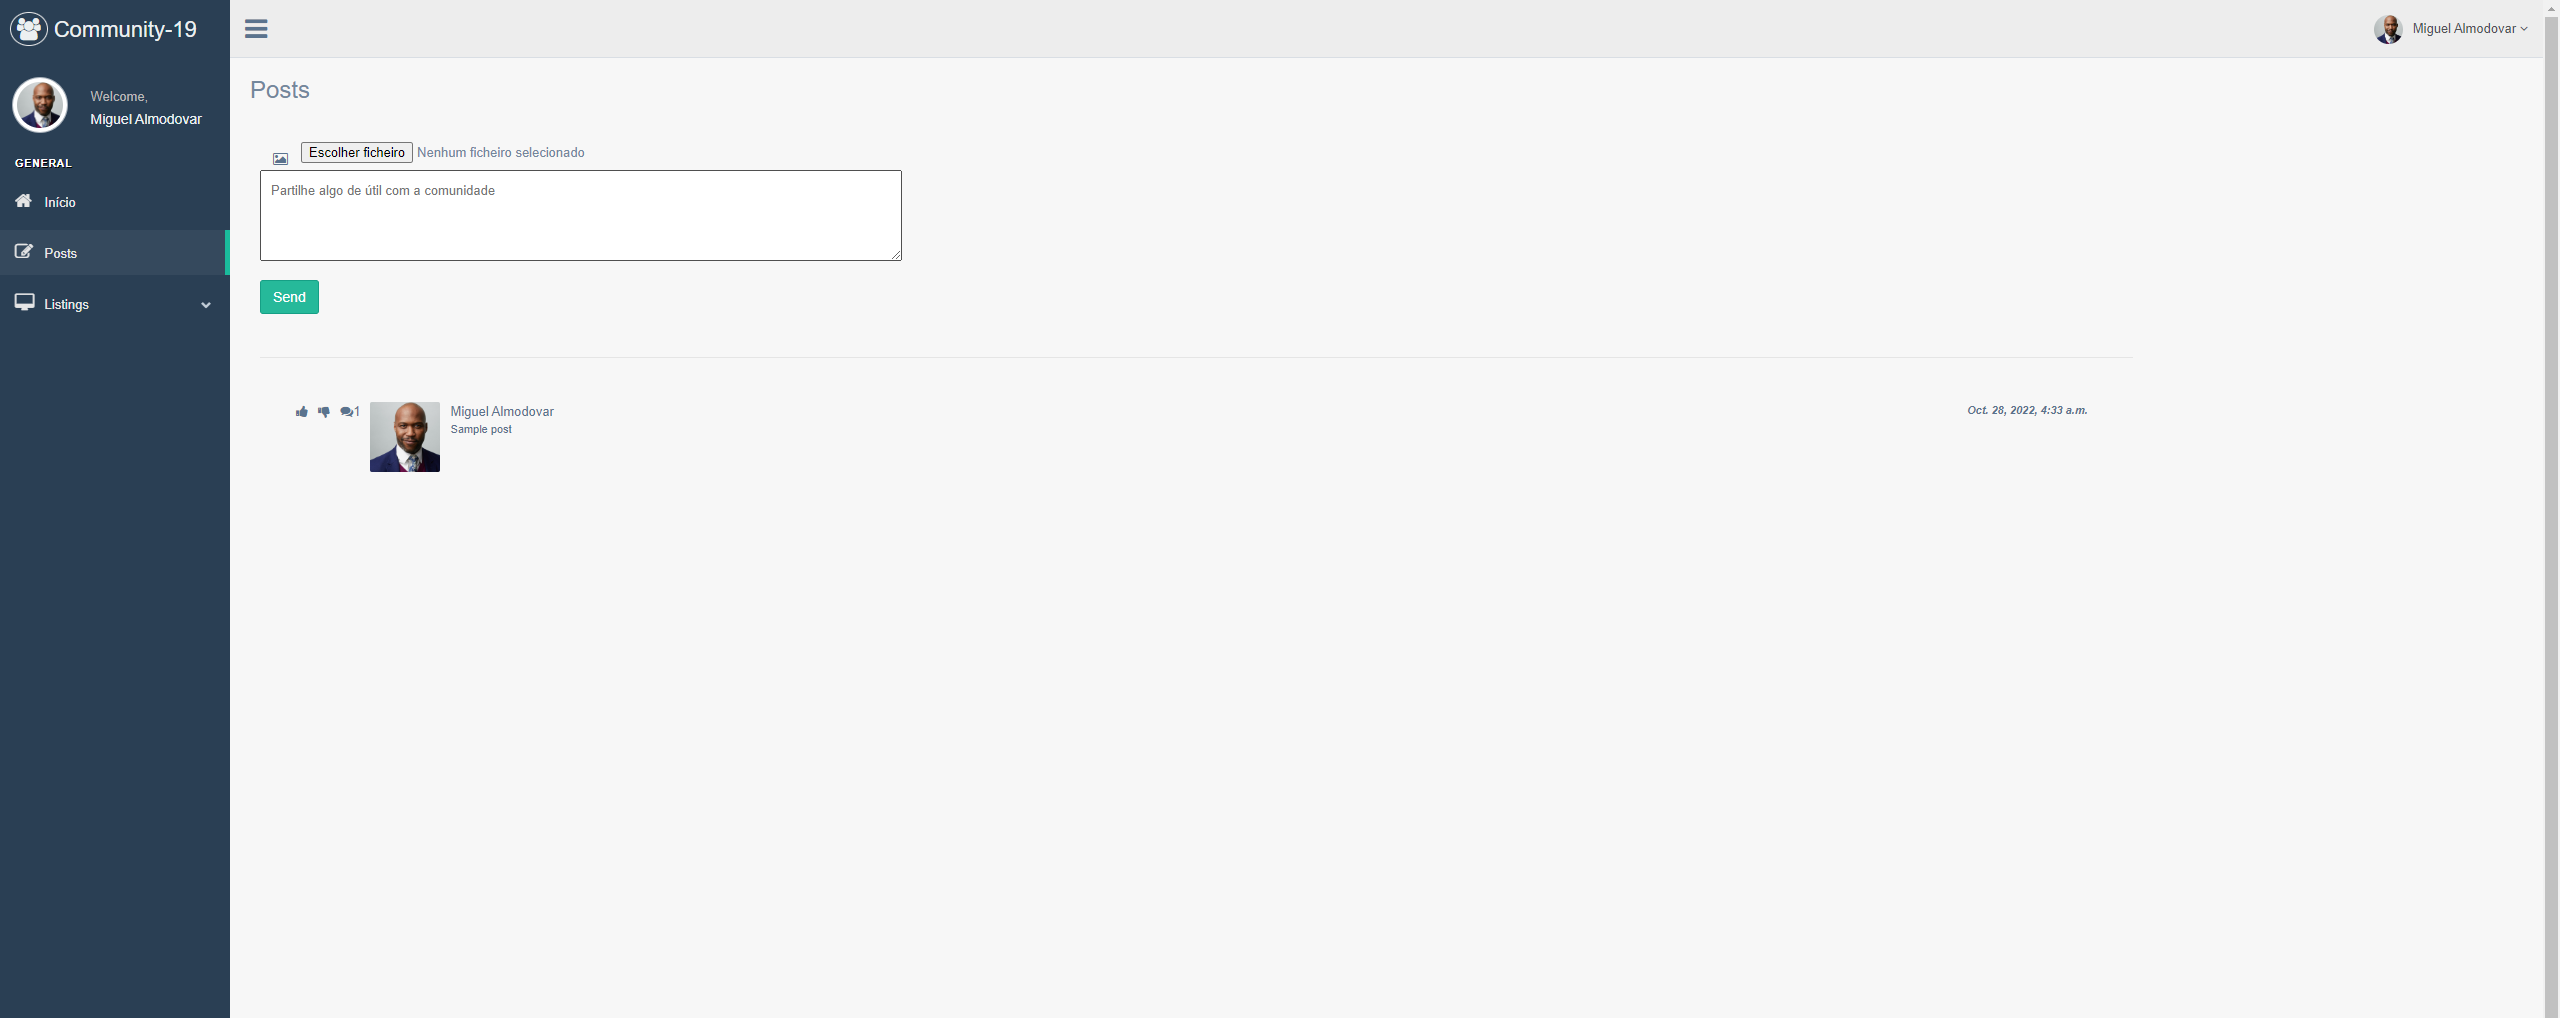 Community-19
Miguel Almodovar
Welcome,
Miguel Almodovar
GENERAL
Início
Posts
Listings
Posts
Escolher ficheiro Nenhum ficheiro selecionado
Partilhe algo de útil com a comunidade
Send
1
Miguel Almodovar
Oct. 28, 2022, 4:33 a.m.
Sample post